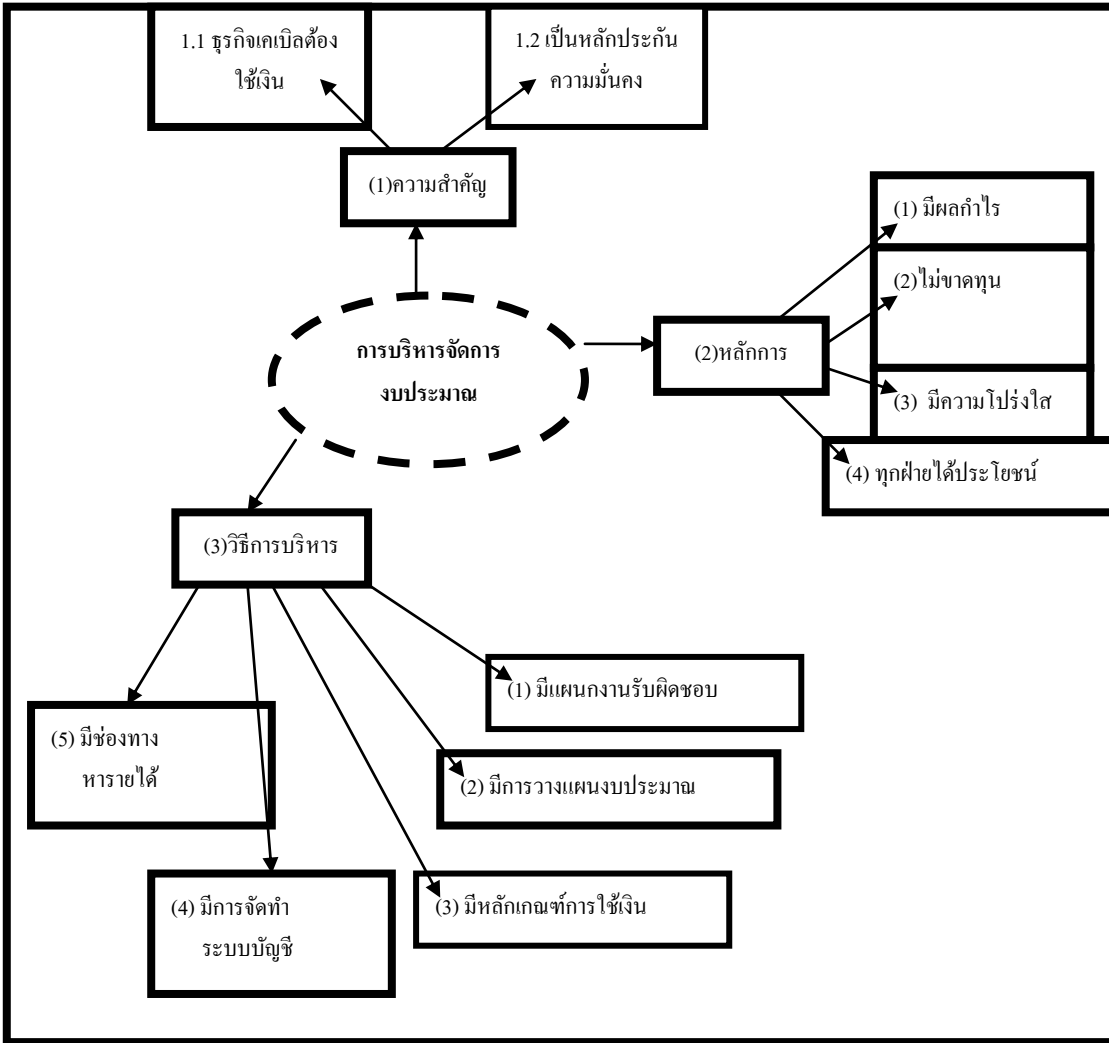 1.1 ธุรกิจเคเบิลต้อง
ใช้เงิน
1.2 เป็นหลักประกัน
ความมั่นคง
(1)ความสำคัญ
(1) มีผลกำไร
(2)ไม่ขาดทุน
การบริหารจัดการ
งบประมาณ
(2)หลักการ
(3) มีความโปร่งใส
(4) ทุกฝ่ายได้ประโยชน์
(3)วิธีการบริหาร
(1) มีแผนกงานรับผิดชอบ
(5) มีช่องทาง
หารายได้
(2) มีการวางแผนงบประมาณ
(4) มีการจัดทำ
ระบบบัญชี
(3) มีหลักเกณฑ์การใช้เงิน